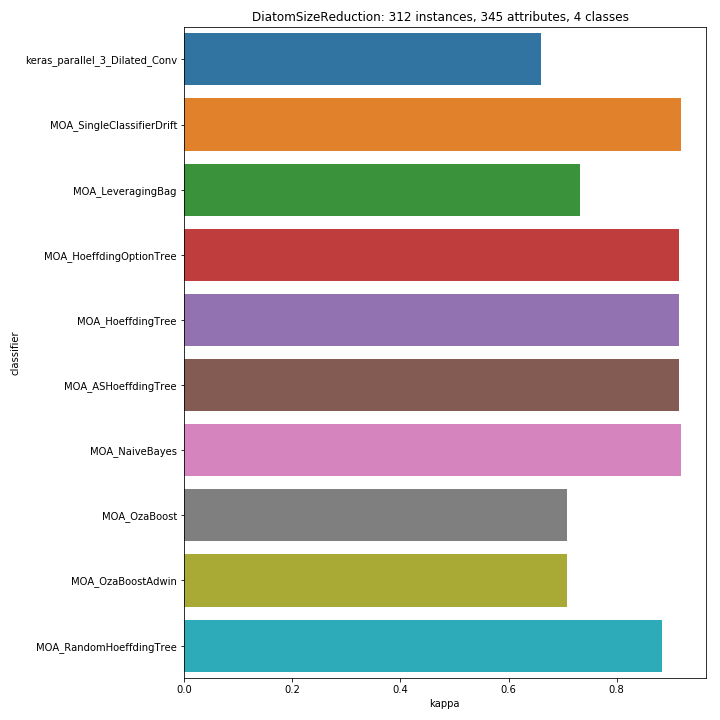 DiatomSizeReduction: 312 instances, 345 attributes, 4 classes
keras_parallel_3_Dilated_Conv
MOA_SingleClassifierDrift
MOA_LeveragingBag
MOA_HoeffdingOptionTree
MOA_HoeffdingTree
MOA_ASHoeffdingTree
MOA_NaiveBayes
MOA_OzaBoost
MOA_OzaBoostAdwin
MOA_RandomHoeffdingTree
classifier
0.0 0.2 0.4 0.6 0.8
kappa